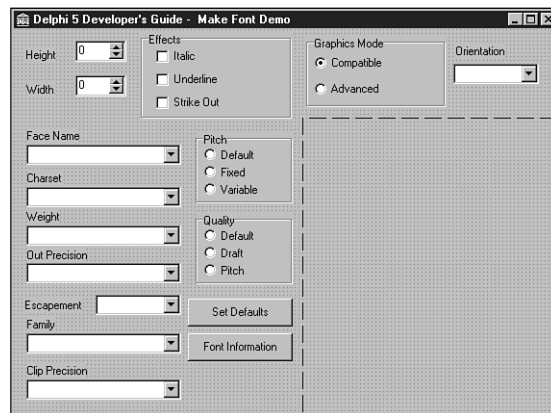 Delphi 5 Developer's Guide - Make Font Demo
Height 0
Width 0
Effects
Italic
Underline
Strike Out
Graphics Mode
Compatible
Advanced
Orientation
Face Name
Charset
Weight
Out Precision
Pitch
Default
Fixed
Variable
Quality
Default
Draft
Pitch
Escapement
Set Defaults
Family
Font Information
Clip Precision